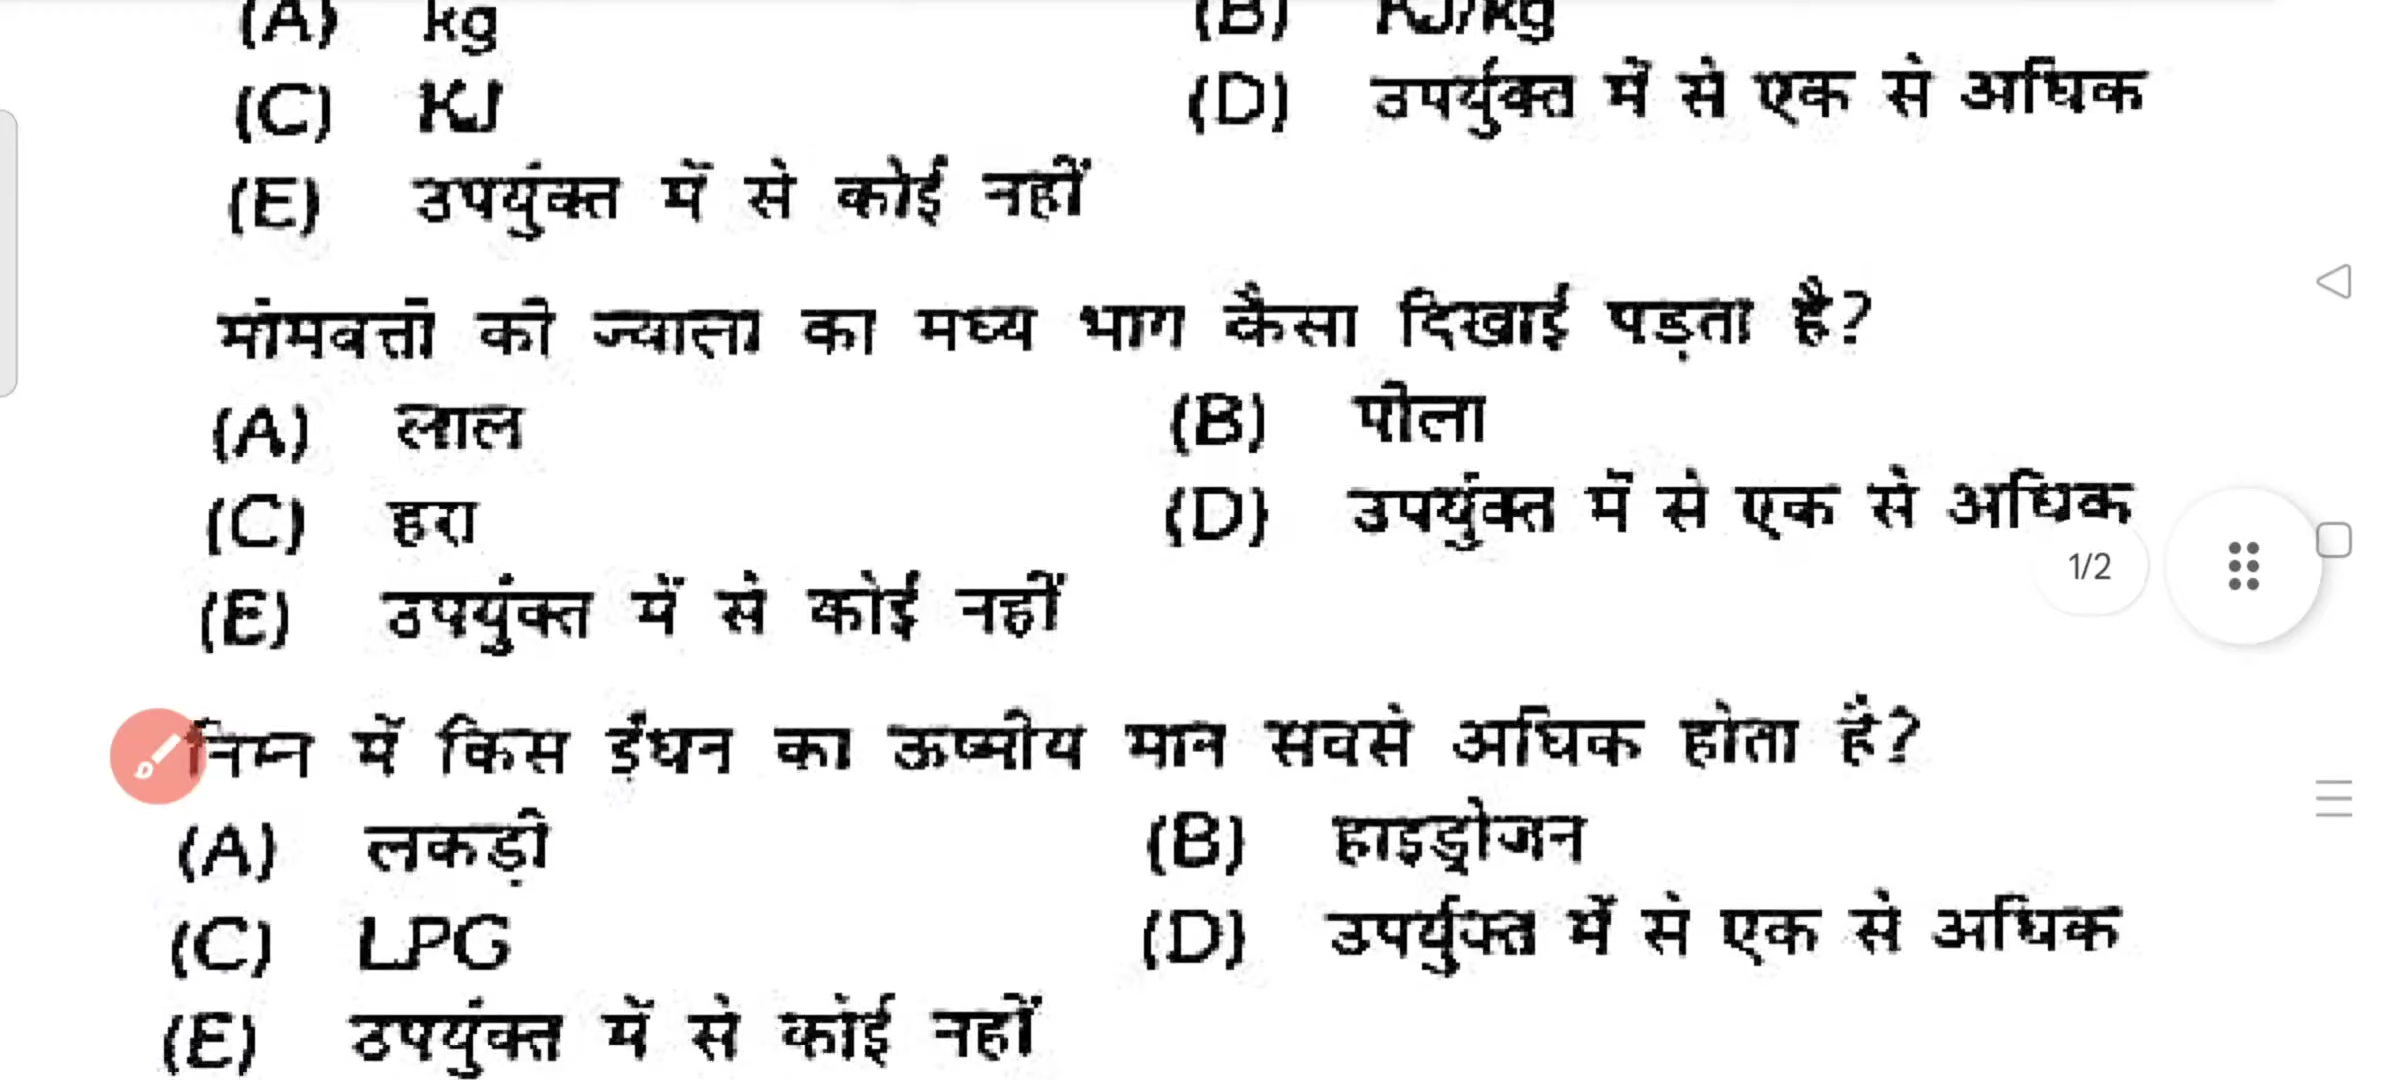 (A) kg (B) KJ/kg
(C) KJ (D) उपर्युक्त में से एक से अधिक
(E) उपर्युक्त में से कोई नहीं
मोमबत्ती की ज्वाला का मध्य भाग कैसा दिखाई पड़ता है?
(A) लाल (B) पीला
(C) हरा (D) उपर्युक्त में से एक से अधिक
1/2
(E) उपर्युक्त में से कोई नहीं
निम्न में किस ईंधन का ऊष्मीय मान सबसे अधिक होता है?
(A) लकड़ी (B) हाइड्रोजन
(C) LPG (D) उपर्युक्त में से एक से अधिक
(E) उपर्युक्त में से कोई नहीं